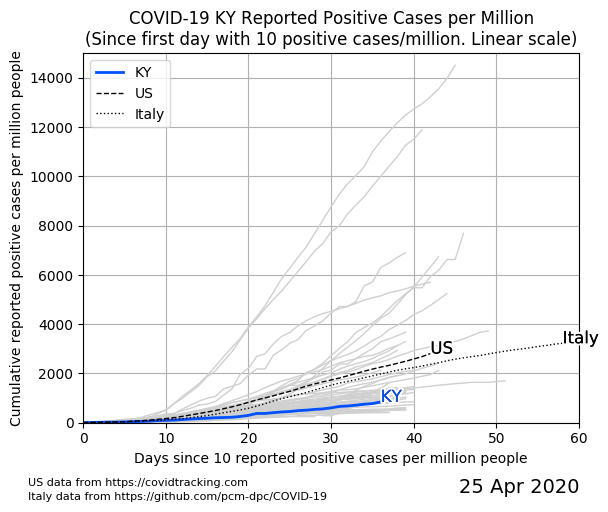 COVID-19 KY Reported Positive Cases per Million
(Since first day with 10 positive cases/million. Linear scale)
Cumulative reported positive cases per million people
14000
12000
10000
8000
6000
4000
2000
0
KY
US
Italy
US
Italy
KY
0
10
20
30
40
50
60
Days since 10 reported positive cases per million people
US data from https://covidtracking.com
Italy data from https://github.com/pcm-dpc/COVID-19
25 Apr 2020